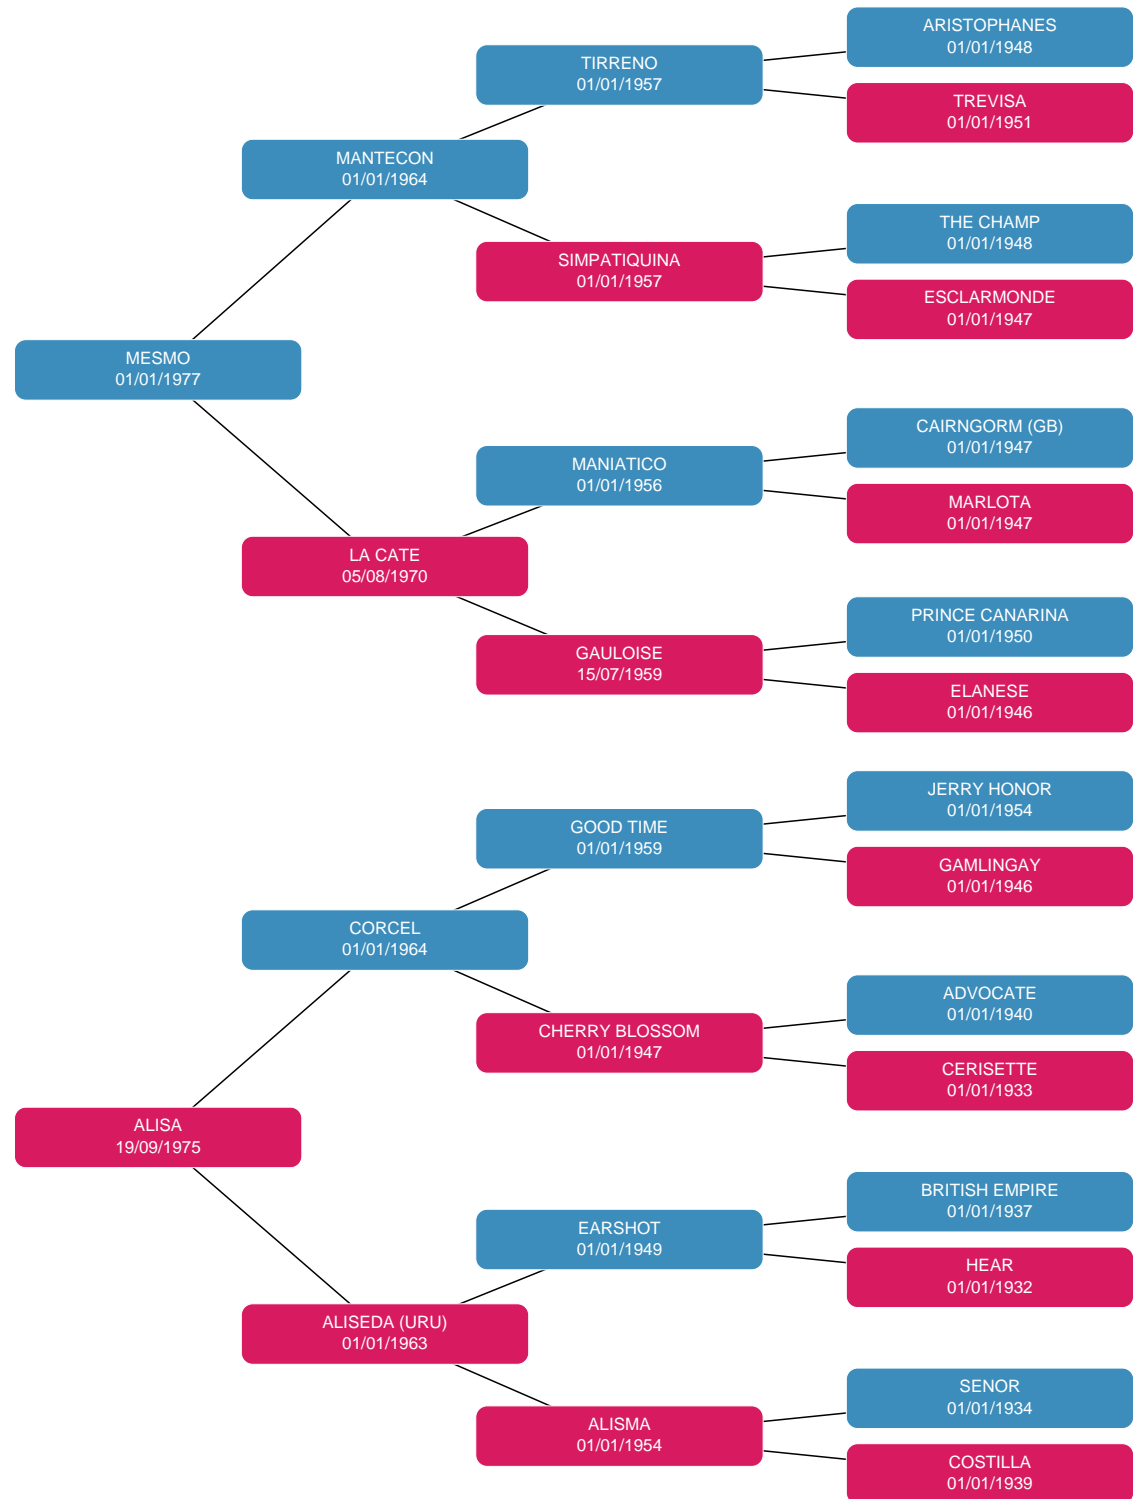 ARISTOPHANES
01/01/1948
TIRRENO
01/01/1957
TREVISA
01/01/1951
MANTECON
01/01/1964
THE CHAMP
01/01/1948
SIMPATIQUINA
01/01/1957
ESCLARMONDE
01/01/1947
MESMO
01/01/1977
CAIRNGORM (GB)
01/01/1947
MANIATICO
01/01/1956
MARLOTA
01/01/1947
LA CATE
05/08/1970
PRINCE CANARINA
01/01/1950
GAULOISE
15/07/1959
ELANESE
01/01/1946
JERRY HONOR
01/01/1954
GOOD TIME
01/01/1959
GAMLINGAY
01/01/1946
CORCEL
01/01/1964
ADVOCATE
01/01/1940
CHERRY BLOSSOM
01/01/1947
CERISETTE
01/01/1933
ALISA
19/09/1975
BRITISH EMPIRE
01/01/1937
EARSHOT
01/01/1949
HEAR
01/01/1932
ALISEDA (URU)
01/01/1963
SENOR
01/01/1934
ALISMA
01/01/1954
COSTILLA
01/01/1939